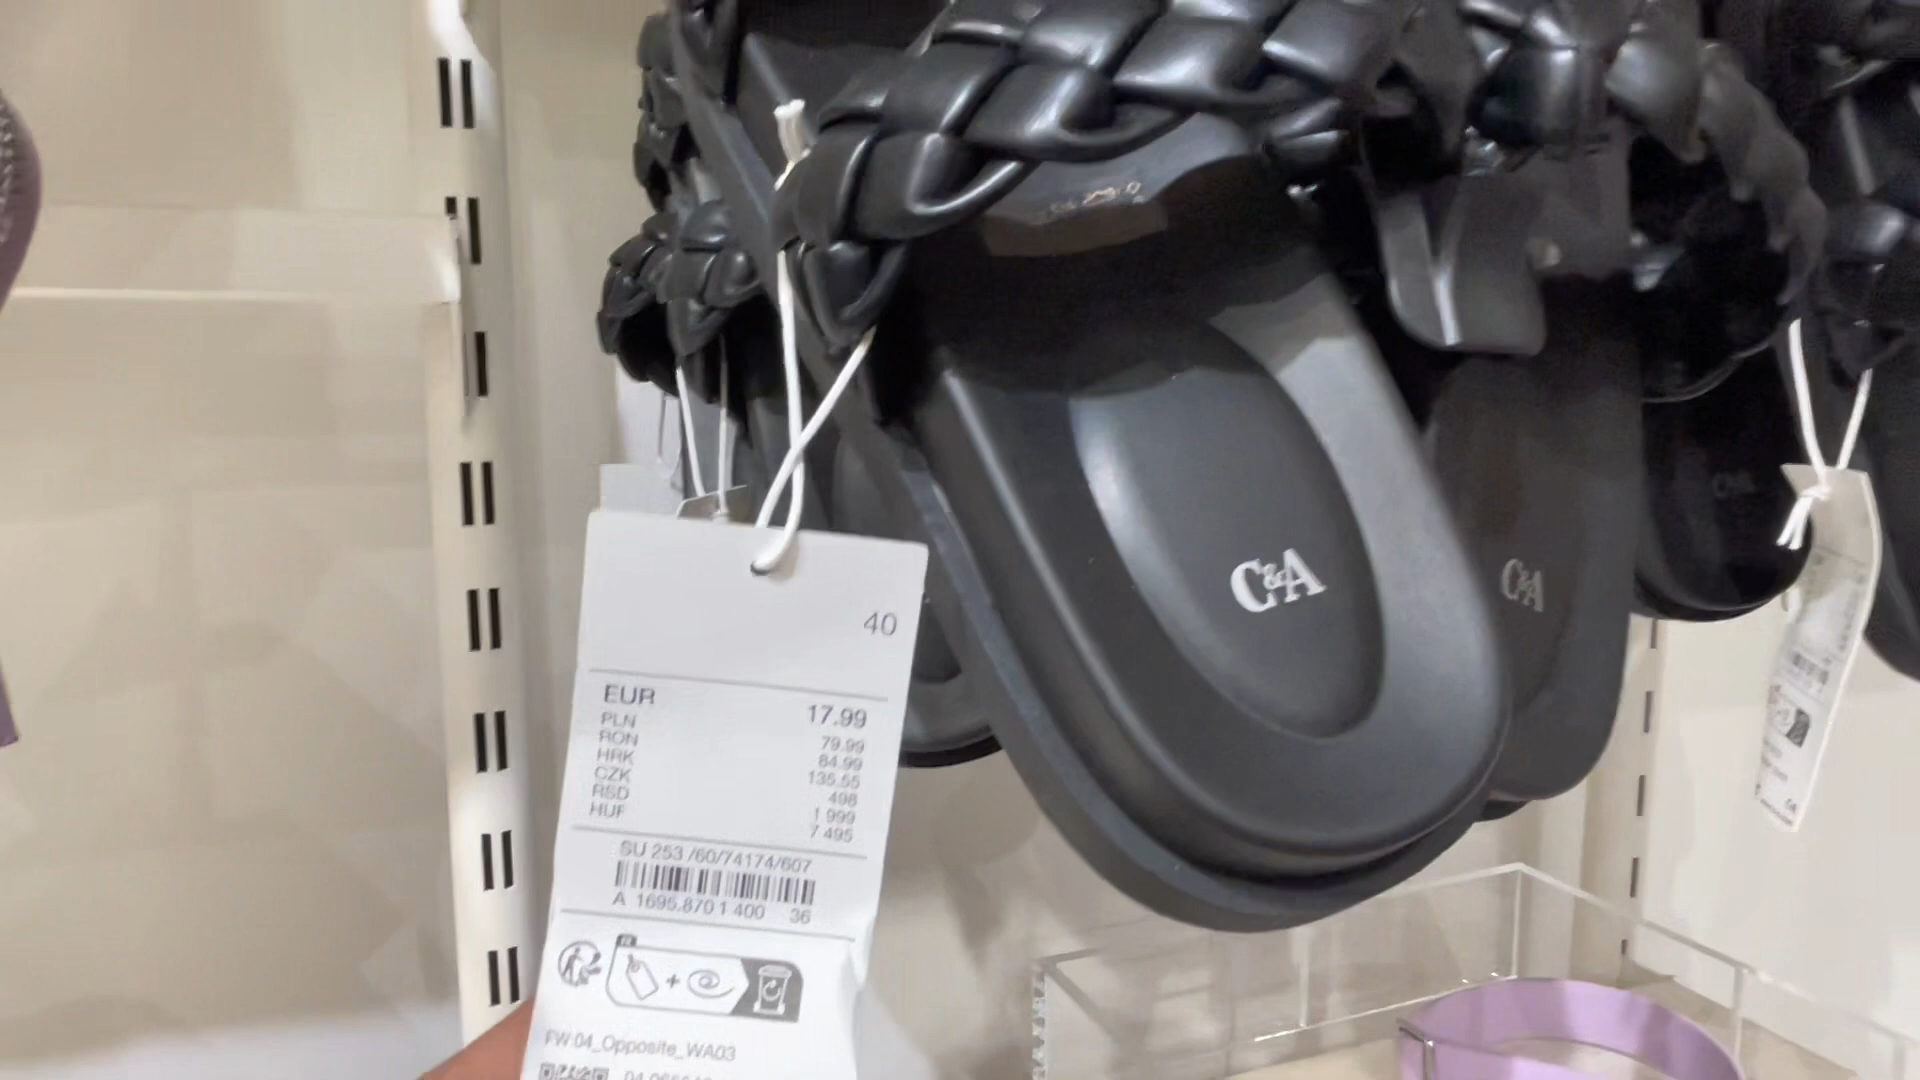 40
EUR 17.99
PLN 79.99
RON 84.99
HRK 135.55
CZK 498
RSD 1 999
HUF 7 495
SU 253 /60/74174/607
A 1695.870 1 400 36
FR
FW 04_Opposite_WA03
C&A
C&A